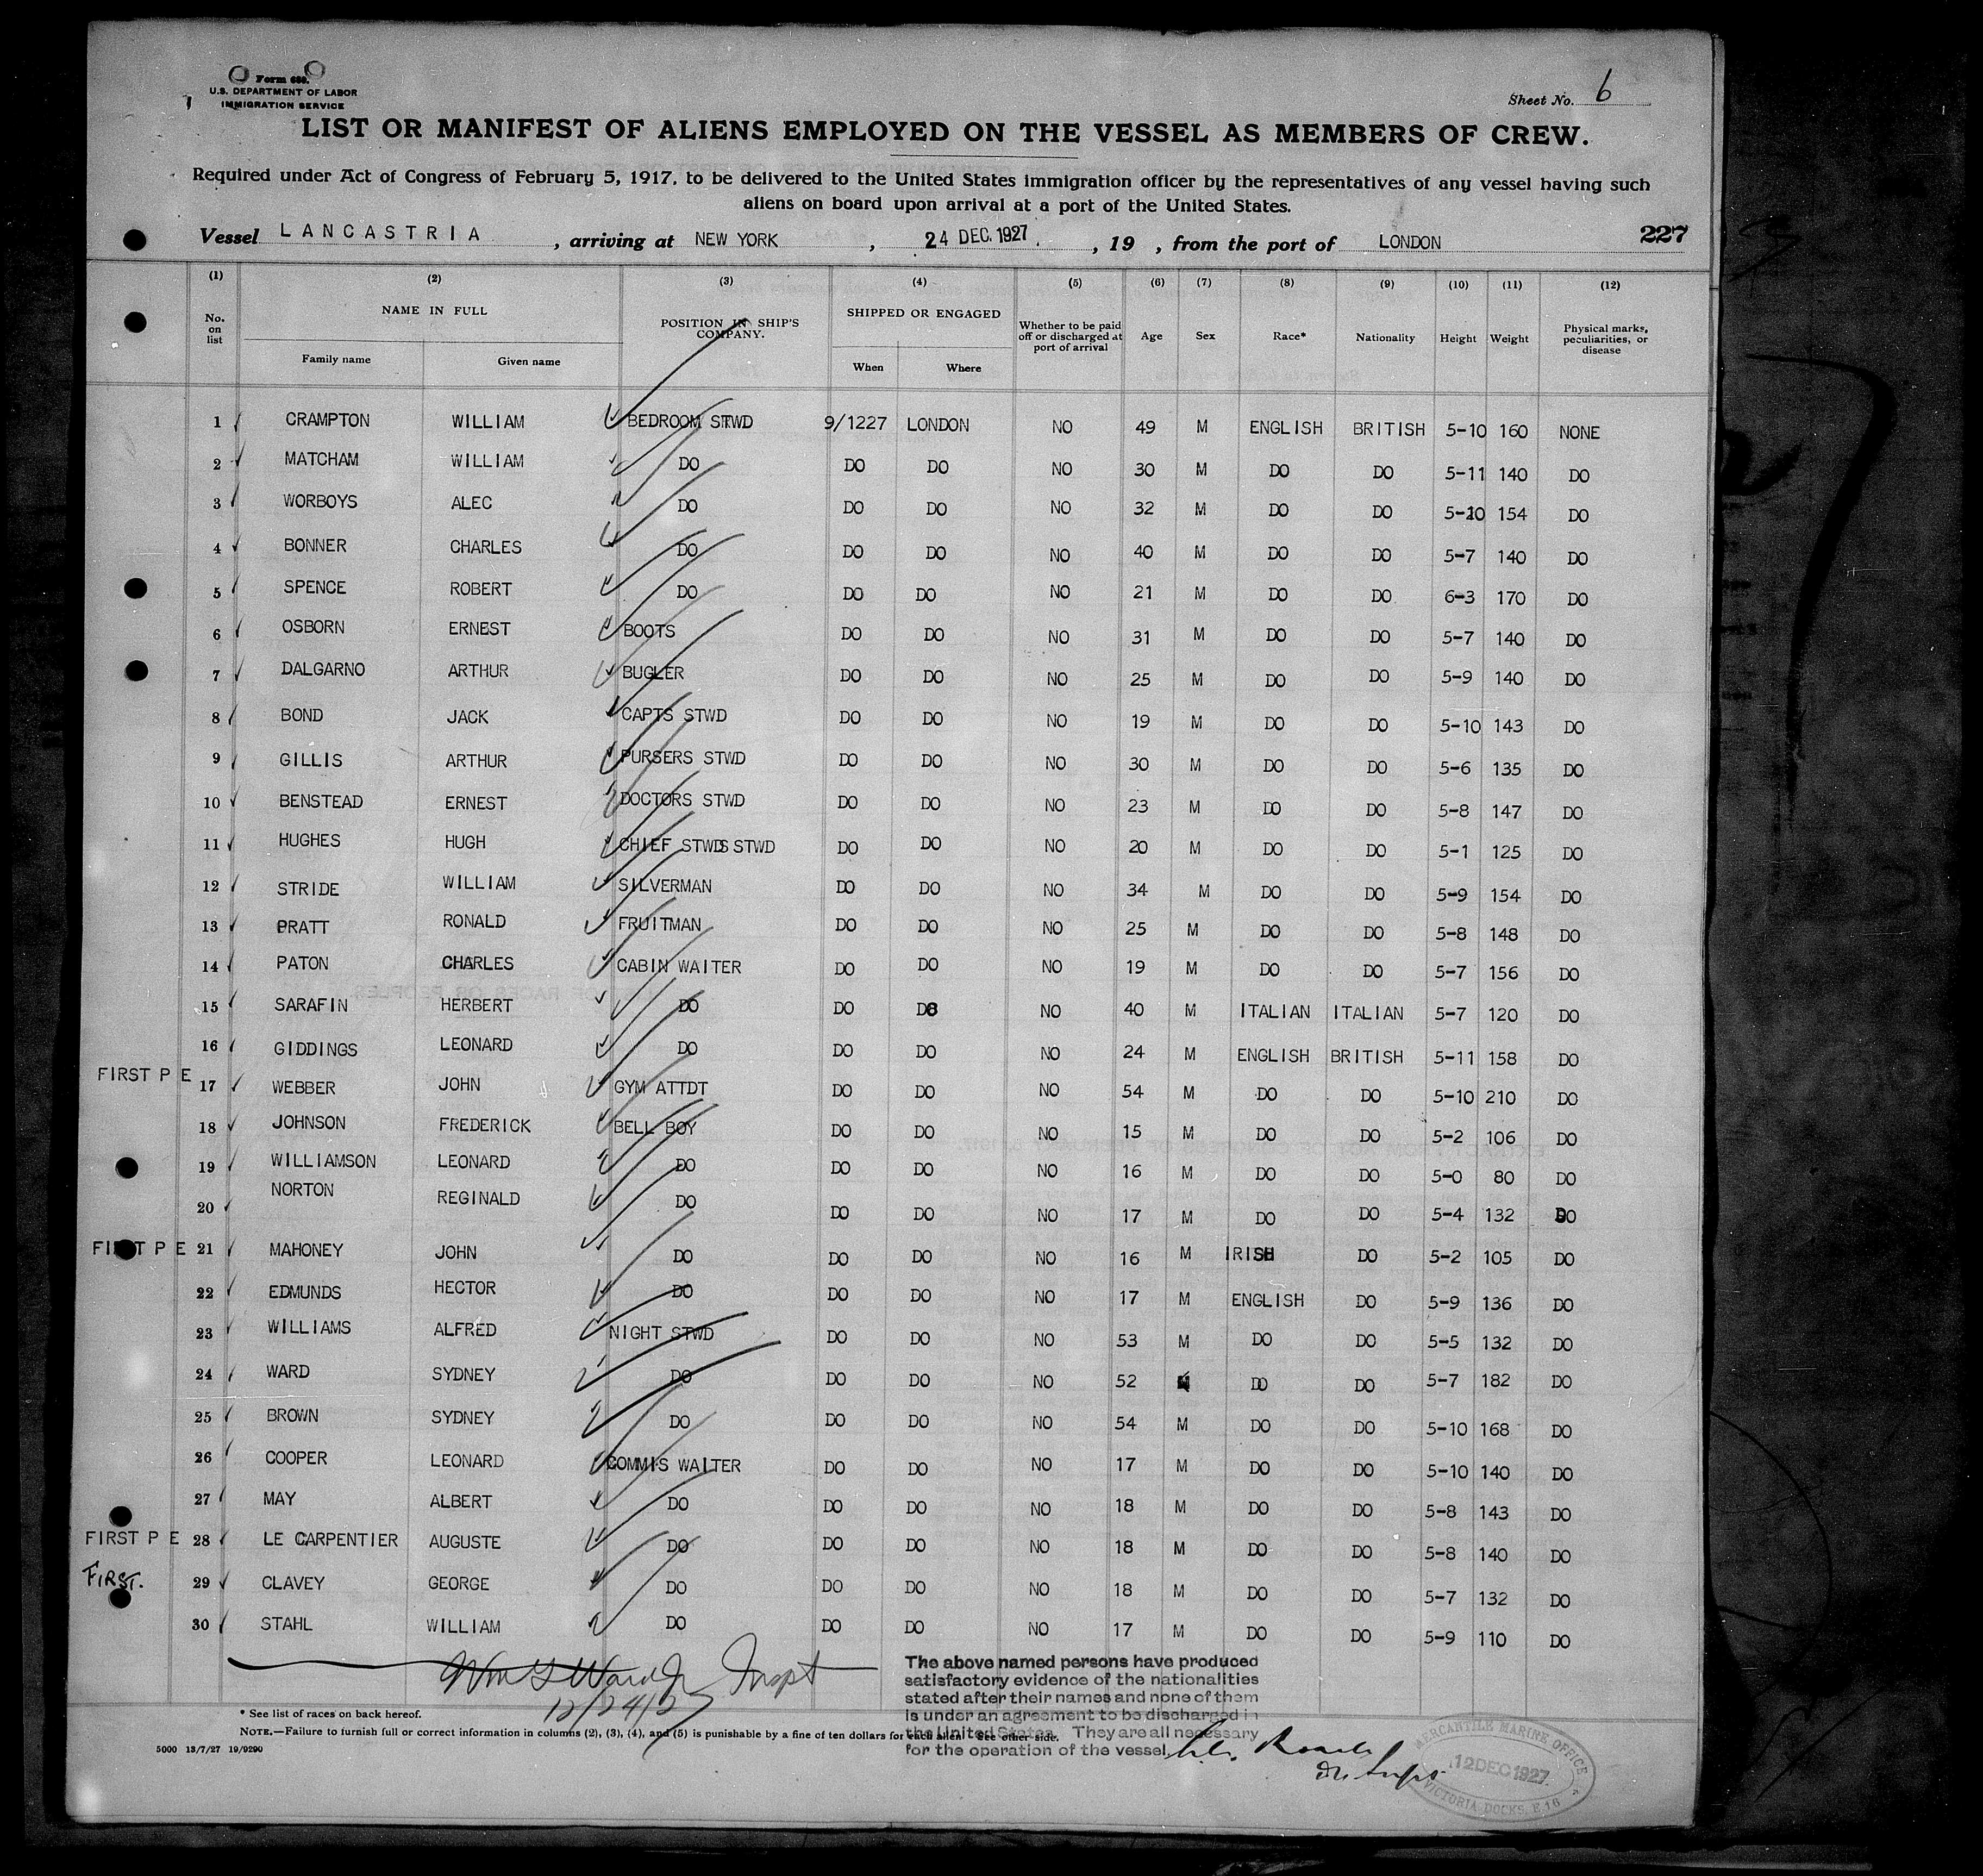 Form 680.
U.S. DEPARTMENT OF LABOR
IMMIGRATION SERVICE
Sheet No. 6
LIST OR MANIFEST OF ALIENS EMPLOYED ON THE VESSEL AS MEMBERS OF CREW.
Required under Act of Congress of February 5, 1917, to be delivered to the United States immigration officer by the representatives of any vessel having such
aliens on board upon arrival at a port of the United States.
Vessel LANCASTRIA, arriving at NEW YORK, 24 DEC. 1927, 19 , from the port of LONDON 227
(1) (2) (3) (4) (5) (6) (7) (8) (9) (10) (11) (12)
No. on list NAME IN FULL Family name Given name POSITION IN SHIP'S COMPANY. SHIPPED OR ENGAGED When Where Whether to be paid off or discharged at port of arrival Age Sex Race* Nationality Height Weight Physical marks, peculiarities, or disease
1 CRAMPTON WILLIAM BEDROOM STWD 9/1227 LONDON NO 49 M ENGLISH BRITISH 5-10 160 NONE
2 MATCHAM WILLIAM DO DO DO NO 30 M DO DO 5-11 140 DO
3 WORBOYS ALEC DO DO DO NO 32 M DO DO 5-10 154 DO
4 BONNER CHARLES DO DO DO NO 40 M DO DO 5-7 140 DO
5 SPENCE ROBERT DO DO DO NO 21 M DO DO 6-3 170 DO
6 OSBORN ERNEST BOOTS DO DO NO 31 M DO DO 5-7 140 DO
7 DALGARNO ARTHUR BUGLER DO DO NO 25 M DO DO 5-9 140 DO
8 BOND JACK CAPTS STWD DO DO NO 19 M DO DO 5-10 143 DO
9 GILLIS ARTHUR PURSERS STWD DO DO NO 30 M DO DO 5-6 135 DO
10 BENSTEAD ERNEST DOCTORS STWD DO DO NO 23 M DO DO 5-8 147 DO
11 HUGHES HUGH CHIEF STWDS STWD DO DO NO 20 M DO DO 5-1 125 DO
12 STRIDE WILLIAM SILVERMAN DO DO NO 34 M DO DO 5-9 154 DO
13 PRATT RONALD FRUITMAN DO DO NO 25 M DO DO 5-8 148 DO
14 PATON CHARLES CABIN WAITER DO DO NO 19 M DO DO 5-7 156 DO
15 SARAFIN HERBERT DO DO DO NO 40 M ITALIAN ITALIAN 5-7 120 DO
16 GIDDINGS LEONARD DO DO DO NO 24 M ENGLISH BRITISH 5-11 158 DO
FIRST P E 17 WEBBER JOHN GYM ATTDT DO DO NO 54 M DO DO 5-10 210 DO
18 JOHNSON FREDERICK BELL BOY DO DO NO 15 M DO DO 5-2 106 DO
19 WILLIAMSON LEONARD DO DO DO NO 16 M DO DO 5-0 80 DO
20 NORTON REGINALD DO DO DO NO 17 M DO DO 5-4 132 DO
FIRST P E 21 MAHONEY JOHN DO DO DO NO 16 M IRISH DO 5-2 105 DO
22 EDMUNDS HECTOR DO DO DO NO 17 M ENGLISH DO 5-9 136 DO
23 WILLIAMS ALFRED NIGHT STWD DO DO NO 53 M DO DO 5-5 132 DO
24 WARD SYDNEY DO DO DO NO 52 M DO DO 5-7 182 DO
25 BROWN SYDNEY DO DO DO NO 54 M DO DO 5-10 168 DO
26 COOPER LEONARD COMMIS WAITER DO DO NO 17 M DO DO 5-10 140 DO
27 MAY ALBERT DO DO DO NO 18 M DO DO 5-8 143 DO
FIRST P E 28 LE CARPENTIER AUGUSTE DO DO DO NO 18 M DO DO 5-8 140 DO
FIRST. 29 CLAVEY GEORGE DO DO DO NO 18 M DO DO 5-7 132 DO
30 STAHL WILLIAM DO DO DO NO 17 M DO DO 5-9 110 DO
Wm L Ward Jr Inspt
12/24/27
The above named persons have produced
satisfactory evidence of the nationalities
stated after their names and none of them
is under an agreement to be discharged in
the United States. They are all necessary
for the operation of the vessel
* See list of races on back hereof.
NOTE.—Failure to furnish full or correct information in columns (2), (3), (4), and (5) is punishable by a fine of ten dollars for each alien. See other side.
5000 13/7/27 19/9290
MERCANTILE MARINE OFFICE
12 DEC 1927
VICTORIA DOCKS. E 16